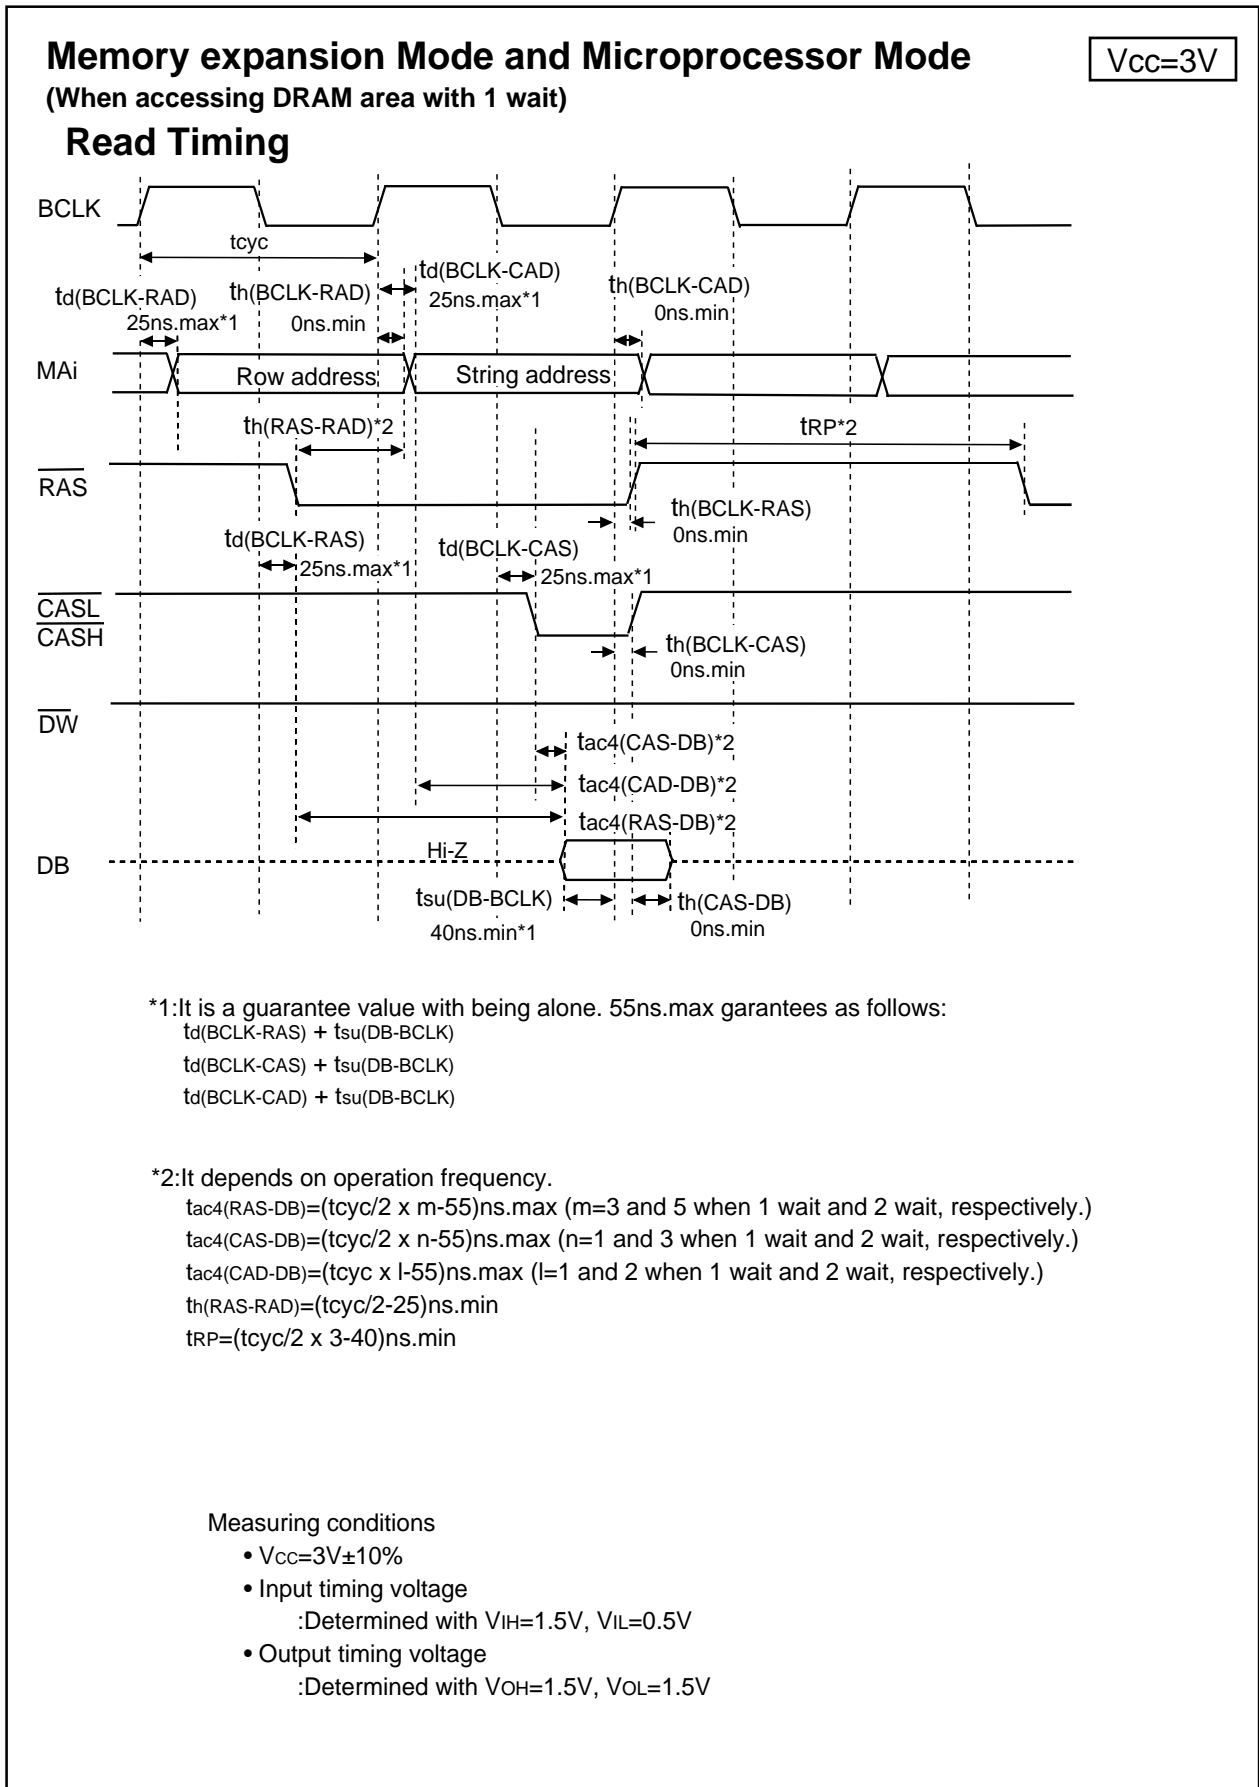 Memory expansion Mode and Microprocessor Mode
Vcc=3V
(When accessing DRAM area with 1 wait)
Read Timing
BCLK
tcyc
td(BCLK-RAD)
25ns.max*1
th(BCLK-RAD)
0ns.min
td(BCLK-CAD)
25ns.max*1
th(BCLK-CAD)
0ns.min
MAi
Row address
String address
th(RAS-RAD)*2
tRP*2
RAS
th(BCLK-RAS)
0ns.min
td(BCLK-RAS)
25ns.max*1
td(BCLK-CAS)
25ns.max*1
CASL
CASH
th(BCLK-CAS)
0ns.min
DW
tac4(CAS-DB)*2
tac4(CAD-DB)*2
tac4(RAS-DB)*2
Hi-Z
DB
tsu(DB-BCLK)
40ns.min*1
th(CAS-DB)
0ns.min
*1:It is a guarantee value with being alone. 55ns.max garantees as follows:
td(BCLK-RAS) + tsu(DB-BCLK)
td(BCLK-CAS) + tsu(DB-BCLK)
td(BCLK-CAD) + tsu(DB-BCLK)
*2:It depends on operation frequency.
tac4(RAS-DB)=(tcyc/2 x m-55)ns.max (m=3 and 5 when 1 wait and 2 wait, respectively.)
tac4(CAS-DB)=(tcyc/2 x n-55)ns.max (n=1 and 3 when 1 wait and 2 wait, respectively.)
tac4(CAD-DB)=(tcyc x l-55)ns.max (l=1 and 2 when 1 wait and 2 wait, respectively.)
th(RAS-RAD)=(tcyc/2-25)ns.min
tRP=(tcyc/2 x 3-40)ns.min
Measuring conditions
• VCC=3V±10%
• Input timing voltage
:Determined with VIH=1.5V, VIL=0.5V
• Output timing voltage
:Determined with VOH=1.5V, VOL=1.5V